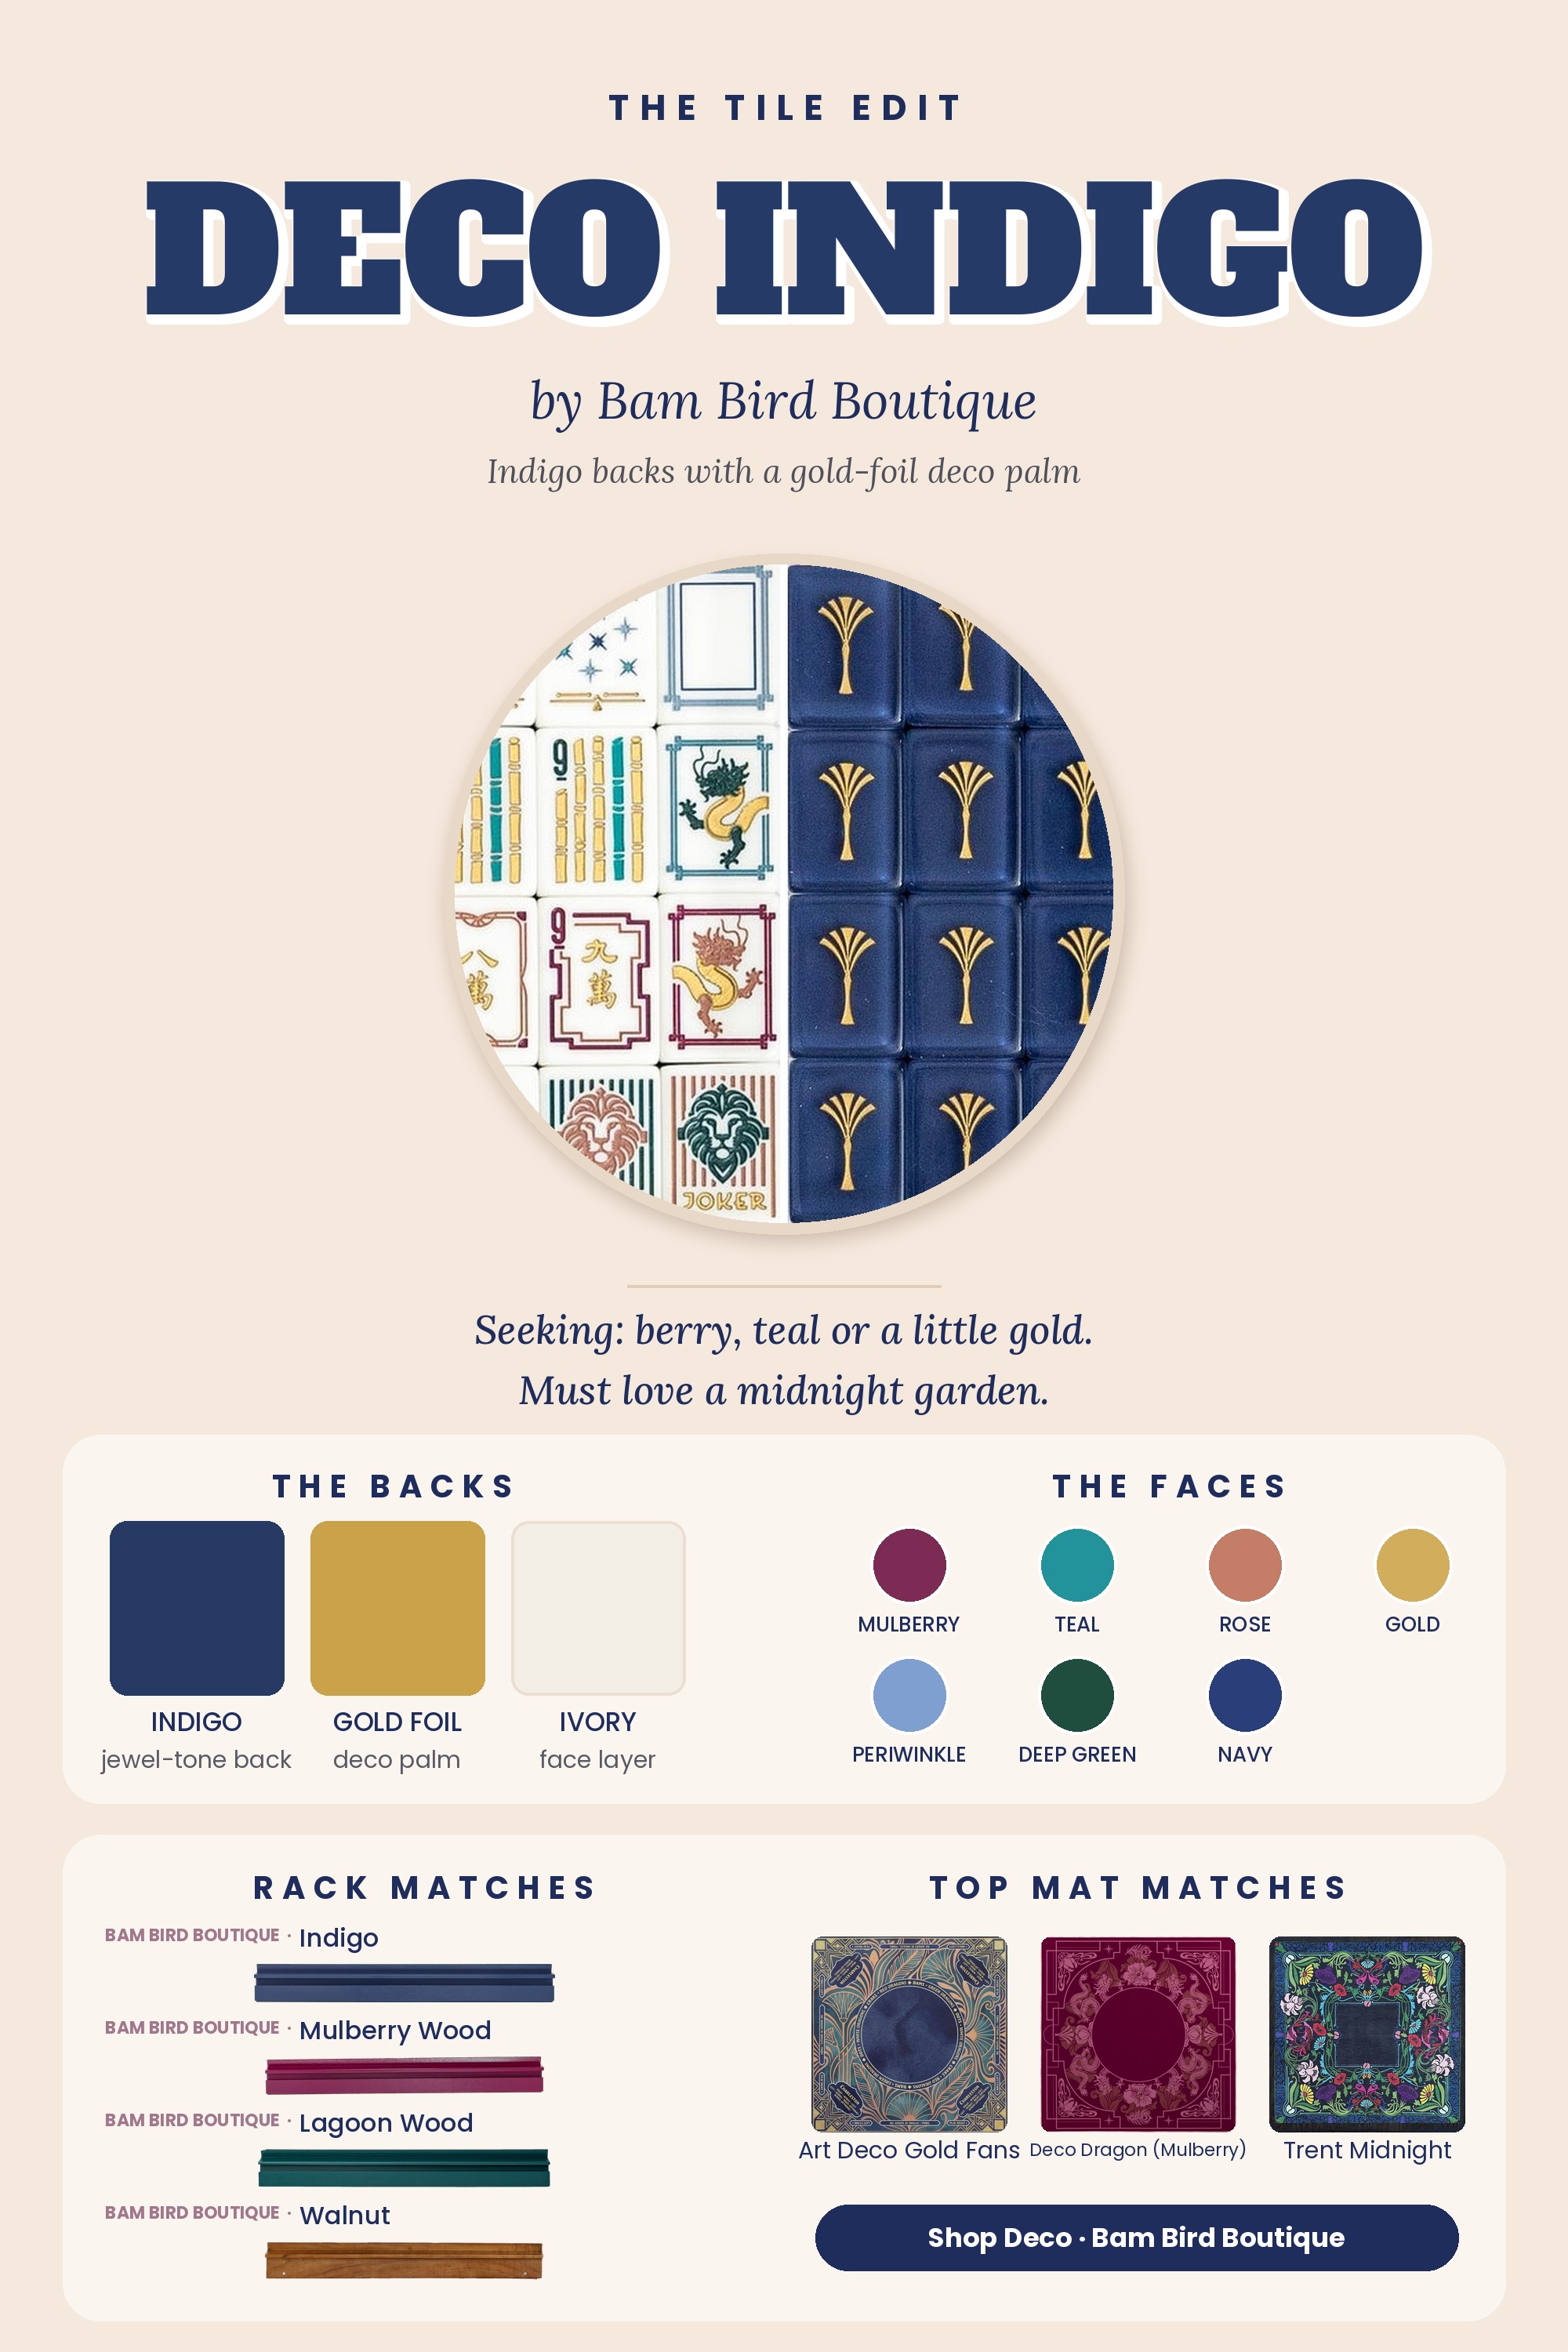 THE TILE EDIT
DECO INDIGO
by Bam Bird Boutique
Indigo backs with a gold-foil deco palm
9
9
八
萬
九
萬
JOKER
Seeking: berry, teal or a little gold.
Must love a midnight garden.
THE BACKS
INDIGO
jewel-tone back
GOLD FOIL
deco palm
IVORY
face layer
THE FACES
MULBERRY
TEAL
ROSE
GOLD
PERIWINKLE
DEEP GREEN
NAVY
RACK MATCHES
BAM BIRD BOUTIQUE · Indigo
BAM BIRD BOUTIQUE · Mulberry Wood
BAM BIRD BOUTIQUE · Lagoon Wood
BAM BIRD BOUTIQUE · Walnut
TOP MAT MATCHES
Art Deco Gold Fans
Deco Dragon (Mulberry)
Trent Midnight
Shop Deco · Bam Bird Boutique